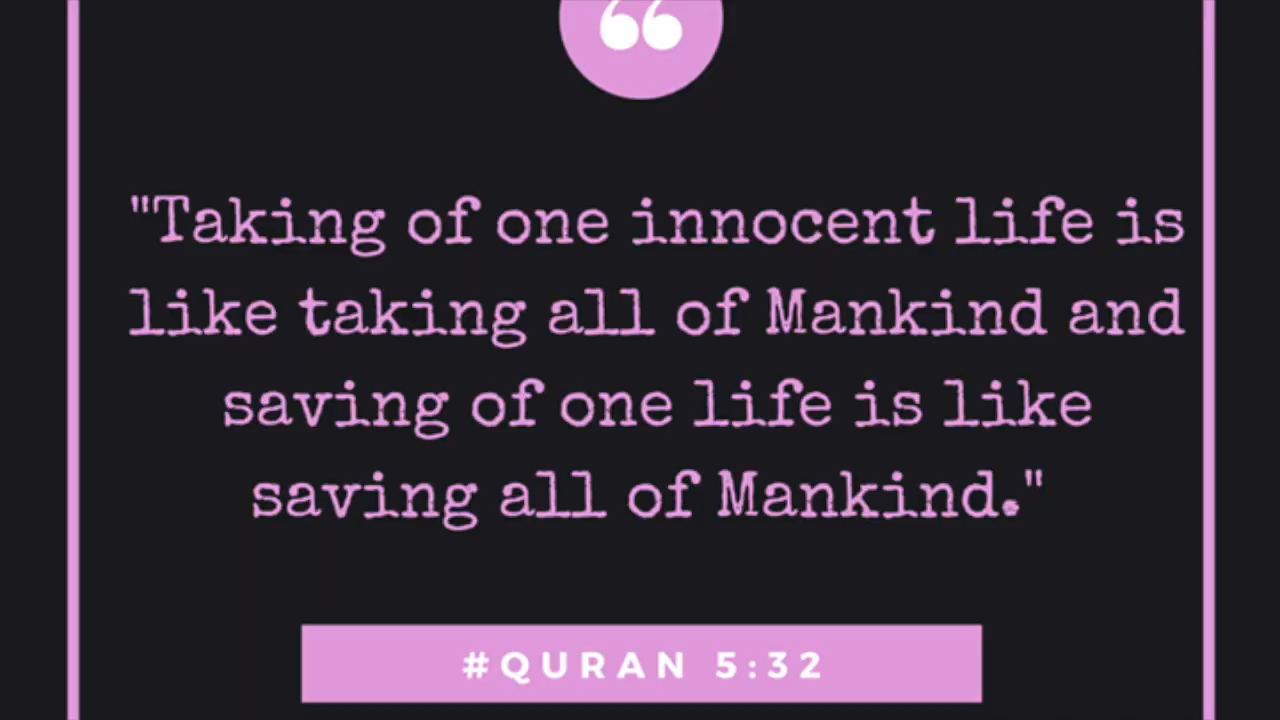 “
"Taking of one innocent life is
like taking all of Mankind and
saving of one life is like
saving all of Mankind."
#QURAN 5:32